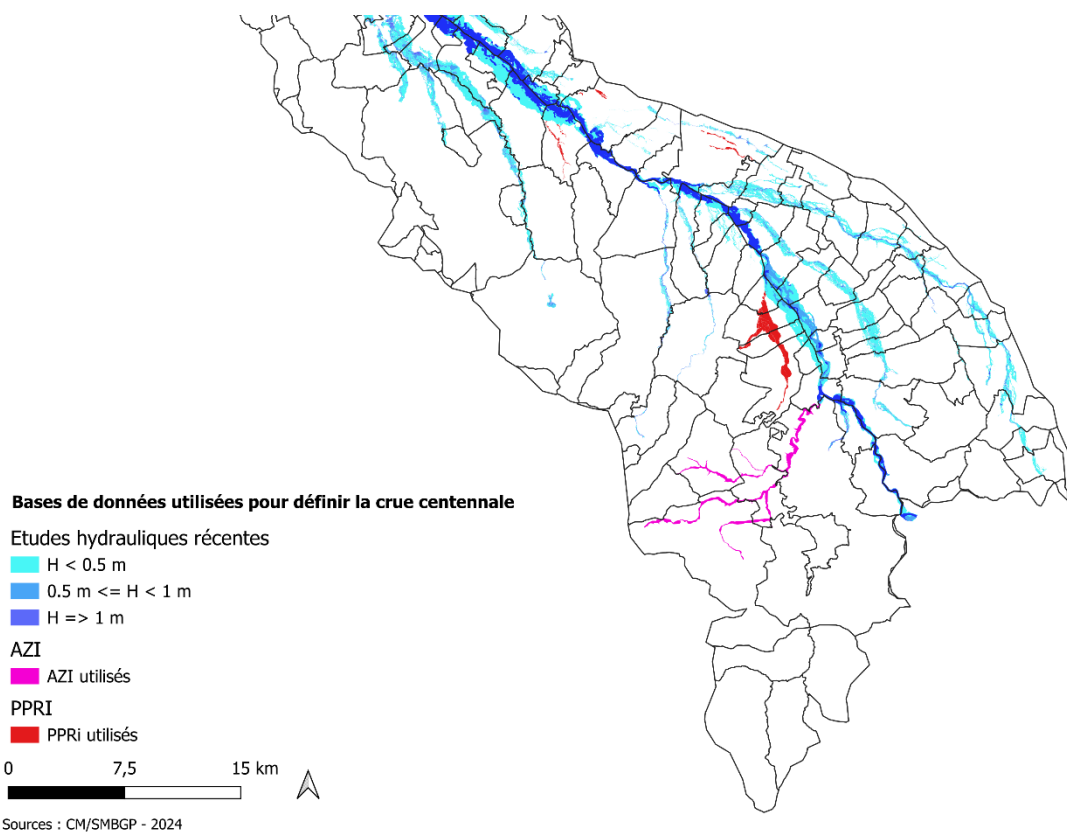 Bases de données utilisées pour définir la crue centennale
Etudes hydrauliques récentes
H < 0.5 m
0.5 m <= H < 1 m
H => 1 m
AZI
AZI utilisés
PPRI
PPRi utilisés
0 7,5 15 km
Sources : CM/SMBGP - 2024